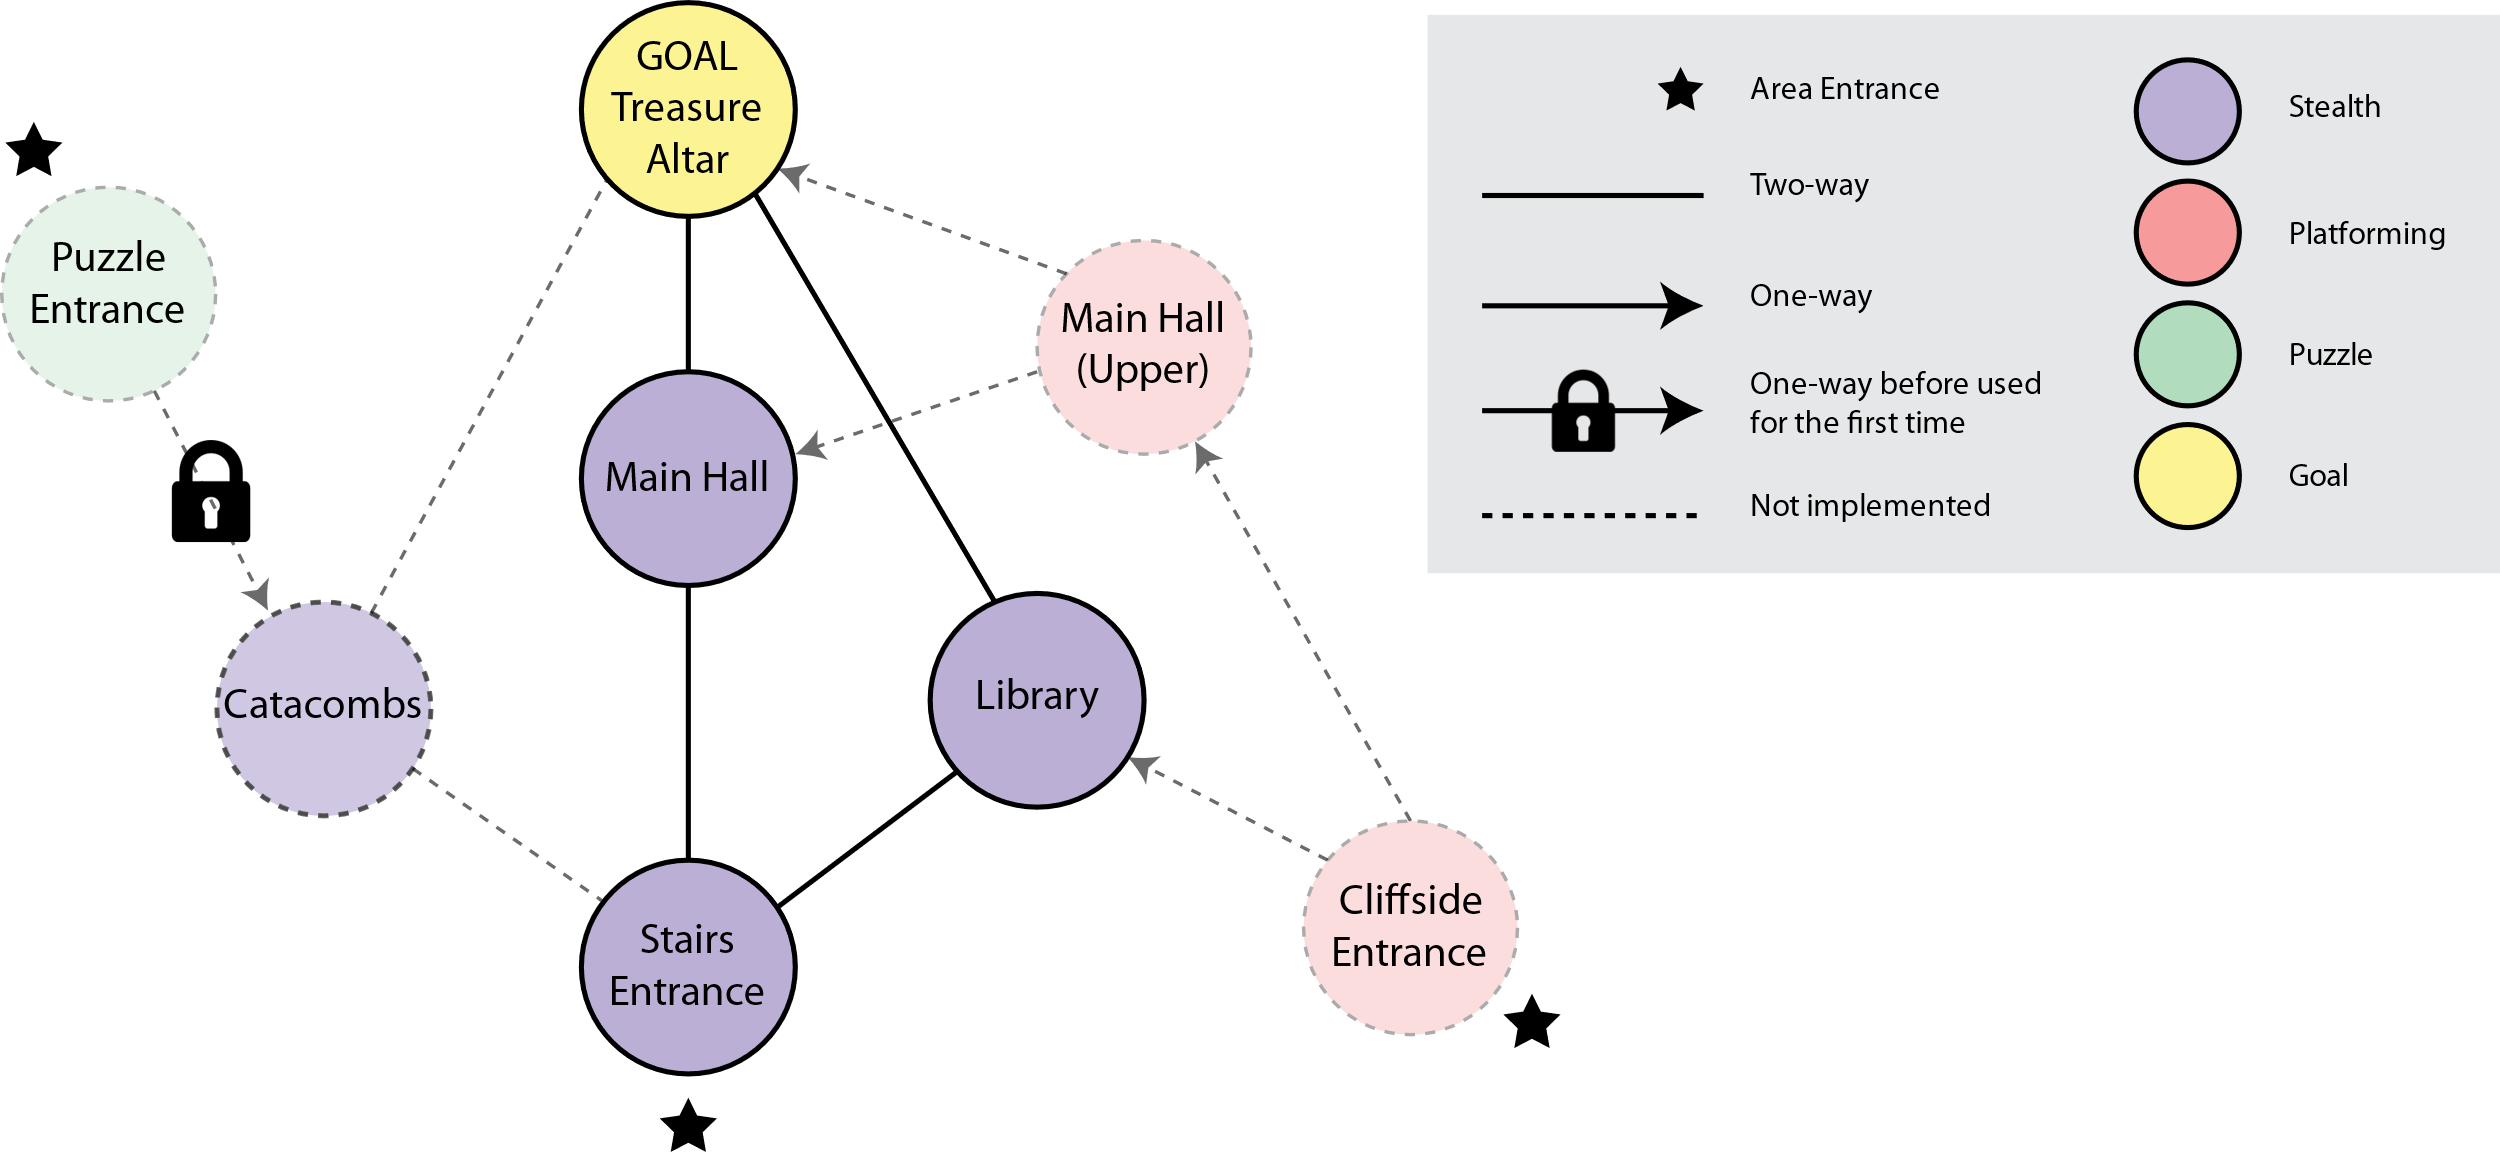 GOAL
Treasure
Altar
Puzzle
Entrance
Main Hall
(Upper)
Main Hall
Catacombs
Library
Stairs
Entrance
Cliffside
Entrance
Area Entrance
Two-way
One-way
One-way before used
for the first time
Not implemented
Stealth
Platforming
Puzzle
Goal